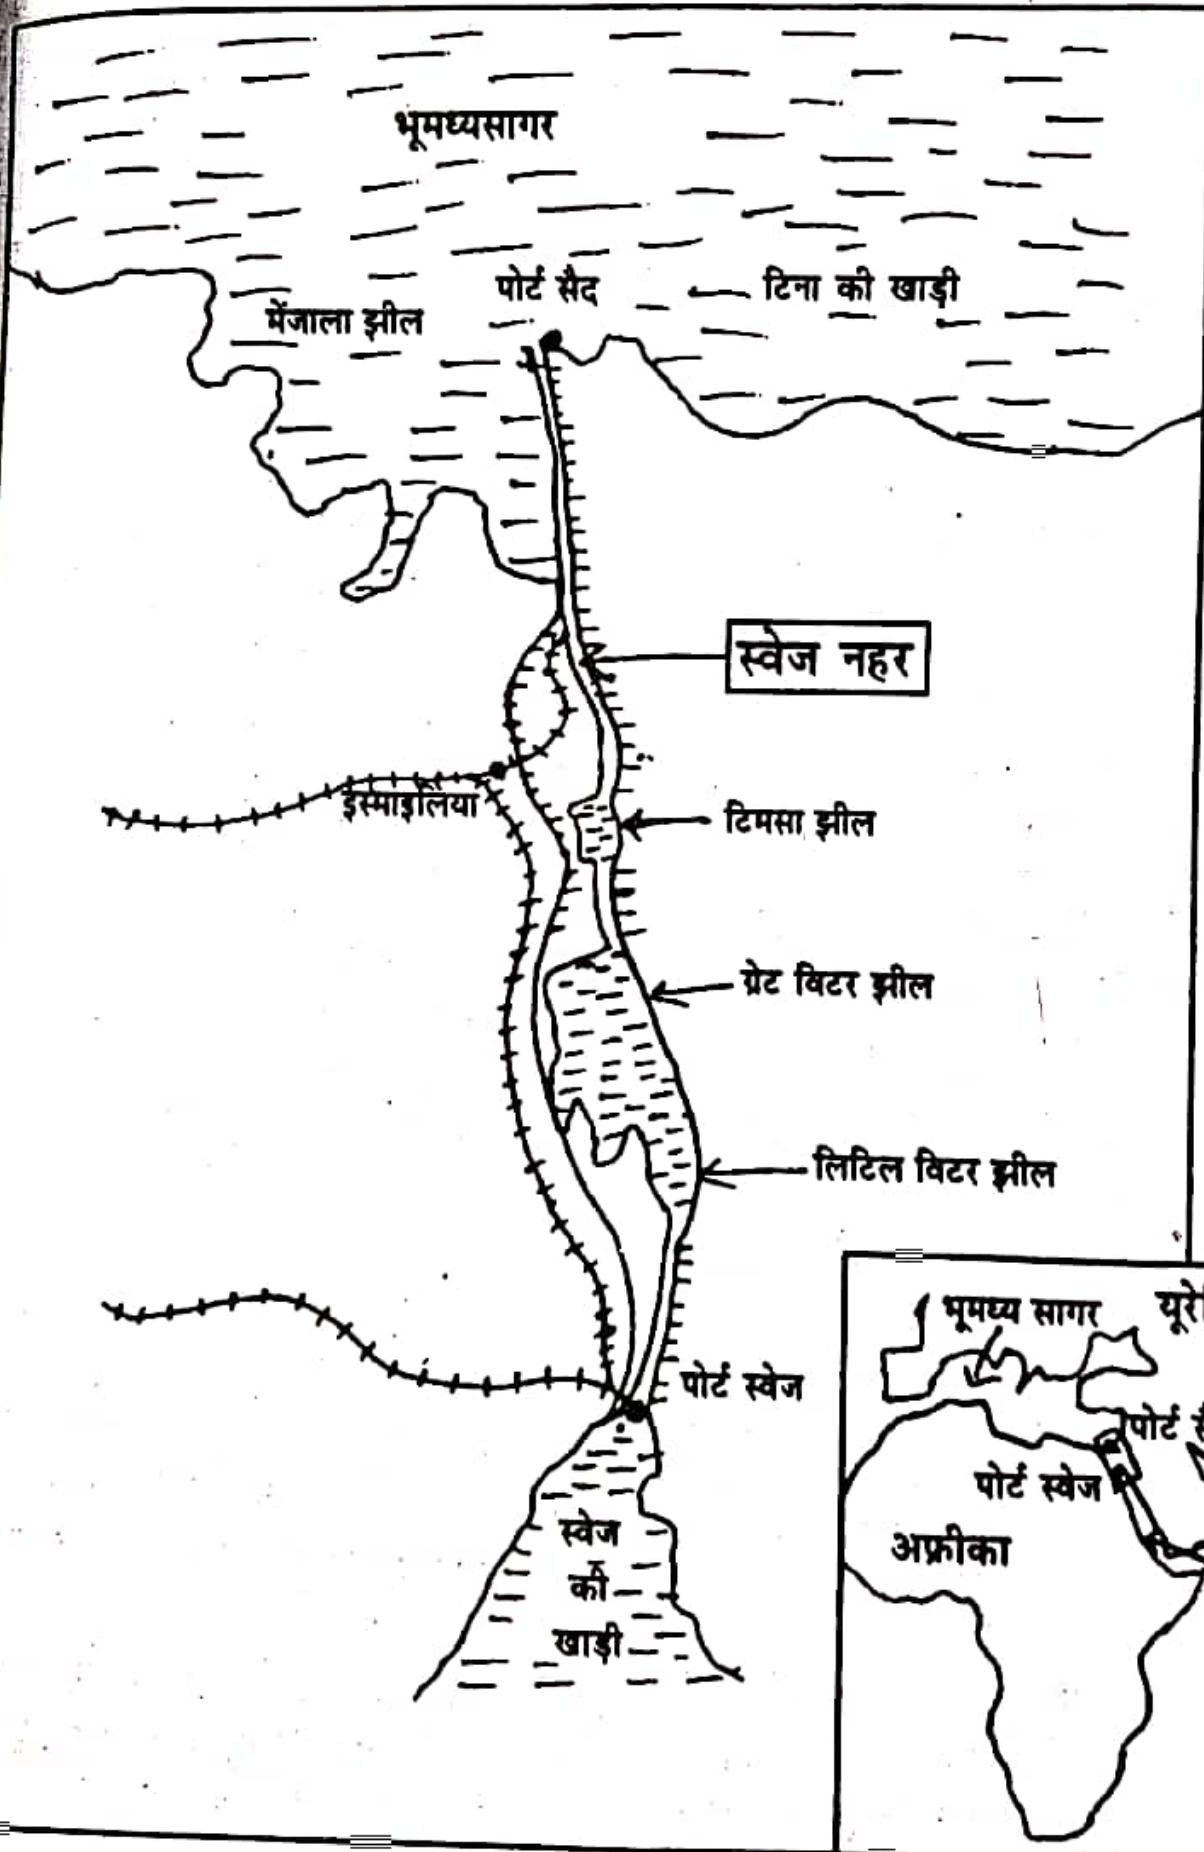 भूमध्यसागर
पोर्ट सैद
टिना की खाड़ी
मेंजाला झील
स्वेज नहर
इस्माइलिया
टिमसा झील
ग्रेट विटर झील
लिटिल विटर झील
पोर्ट स्वेज
स्वेज
की
खाड़ी
भूमध्य सागर
पोर्ट
पोर्ट स्वेज
अफ्रीका